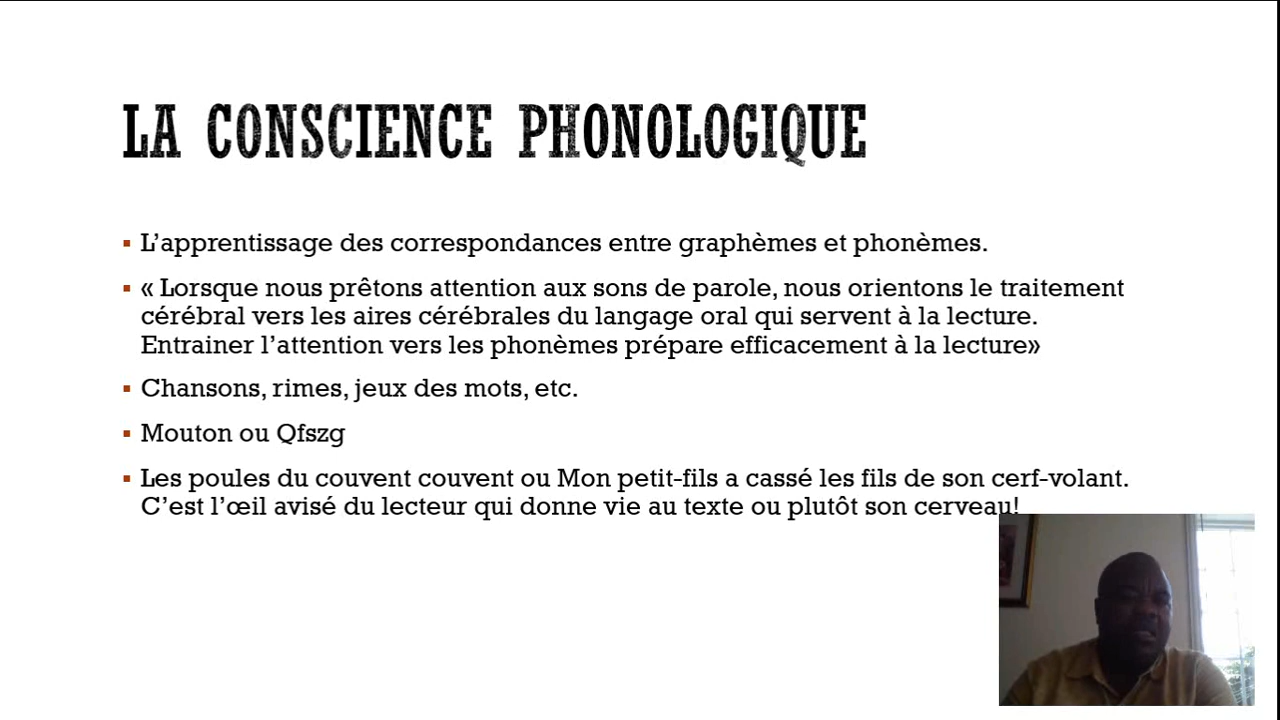 LA CONSCIENCE PHONOLOGIQUE
L’apprentissage des correspondances entre graphèmes et phonèmes.
« Lorsque nous prêtons attention aux sons de parole, nous orientons le traitement
cérébral vers les aires cérébrales du langage oral qui servent à la lecture.
Entrainer l’attention vers les phonèmes prépare efficacement à la lecture»
Chansons, rimes, jeux des mots, etc.
Mouton ou Qfszg
Les poules du couvent couvent ou Mon petit-fils a cassé les fils de son cerf-volant.
C’est l’œil avisé du lecteur qui donne vie au texte ou plutôt son cerveau!